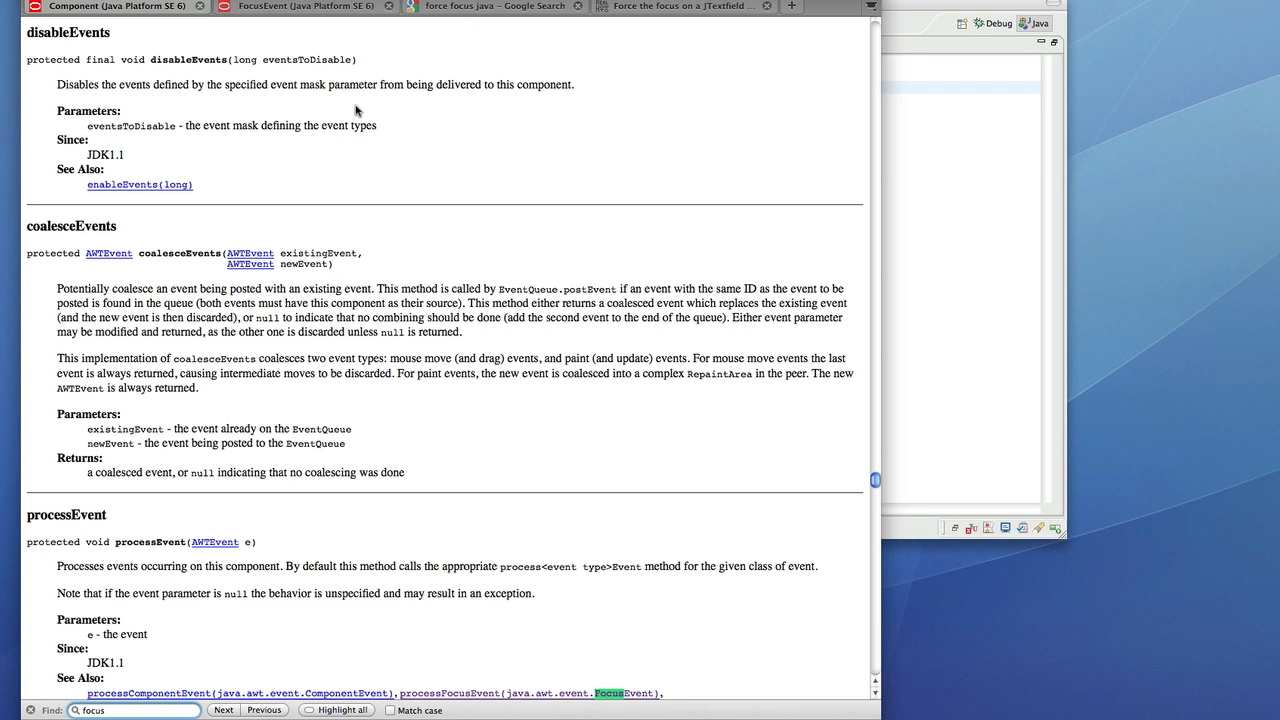 Component (Java Platform SE 6)
FocusEvent (Java Platform SE 6)
force focus java - Google Search
Force the focus on a JTextfield ...
Debug
Java
disableEvents
protected final void disableEvents(long eventsToDisable)
Disables the events defined by the specified event mask parameter from being delivered to this component.
Parameters:
eventsToDisable - the event mask defining the event types
Since:
JDK1.1
See Also:
enableEvents(long)
coalesceEvents
protected AWTEvent coalesceEvents(AWTEvent existingEvent,
AWTEvent newEvent)
Potentially coalesce an event being posted with an existing event. This method is called by EventQueue.postEvent if an event with the same ID as the event to be
posted is found in the queue (both events must have this component as their source). This method either returns a coalesced event which replaces the existing event
(and the new event is then discarded), or null to indicate that no combining should be done (add the second event to the end of the queue). Either event parameter
may be modified and returned, as the other one is discarded unless null is returned.
This implementation of coalesceEvents coalesces two event types: mouse move (and drag) events, and paint (and update) events. For mouse move events the last
event is always returned, causing intermediate moves to be discarded. For paint events, the new event is coalesced into a complex RepaintArea in the peer. The new
AWTEvent is always returned.
Parameters:
existingEvent - the event already on the EventQueue
newEvent - the event being posted to the EventQueue
Returns:
a coalesced event, or null indicating that no coalescing was done
processEvent
protected void processEvent(AWTEvent e)
Processes events occurring on this component. By default this method calls the appropriate process<event type>Event method for the given class of event.
Note that if the event parameter is null the behavior is unspecified and may result in an exception.
Parameters:
e - the event
Since:
JDK1.1
See Also:
processComponentEvent(java.awt.event.ComponentEvent), processFocusEvent(java.awt.event.FocusEvent),
Find:
focus
Next
Previous
Highlight all
Match case